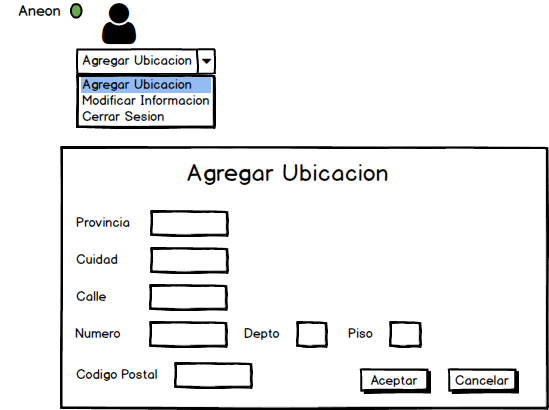 Aneon
Agregar Ubicacion
Agregar Ubicacion
Modificar Informacion
Cerrar Sesion
Agregar Ubicacion
Provincia
Cuidad
Calle
Numero Depto Piso
Codigo Postal
Aceptar Cancelar